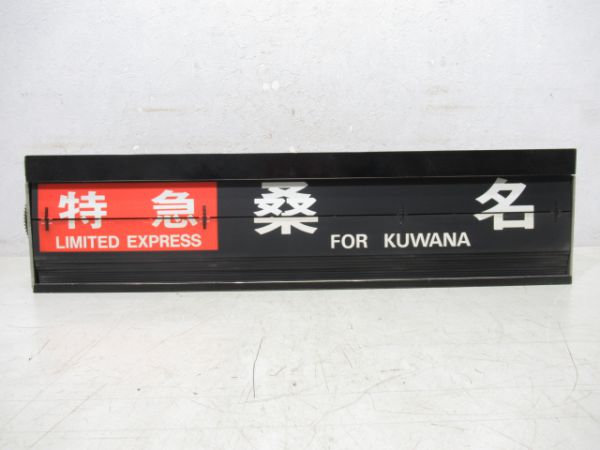 特急
LIMITED EXPRESS
桑名
FOR KUWANA